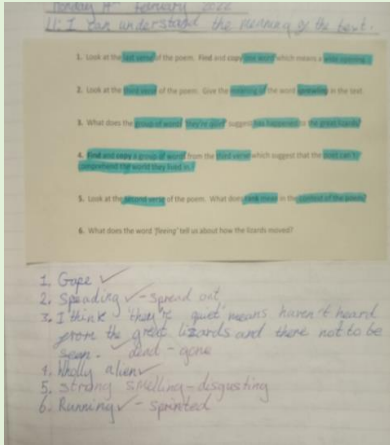 Monday 14th February 2022
LI: I can understand the meaning of the text.
1. Look at the last verse of the poem. Find and copy one word which means a wide opening.
2. Look at the third verse of the poem. Give the meaning of the word sprawling in the text.
3. What does the group of words 'they're quiet' suggest has happened to the great lizards?
4. Find and copy a group of words from the third verse which suggest that the poet can't comprehend the world they lived in.
5. Look at the second verse of the poem. What does rank mean in the context of the poem?
6. What does the word 'fleeing' tell us about how the lizards moved?
1. Gape
2. Spreading - spread out
3. I think 'they're quiet' means haven't heard
from the great lizards and there not to be
seen. dead - gone
4. Wholly alien
5. strong smelling - disgusting
6. Running - sprinted